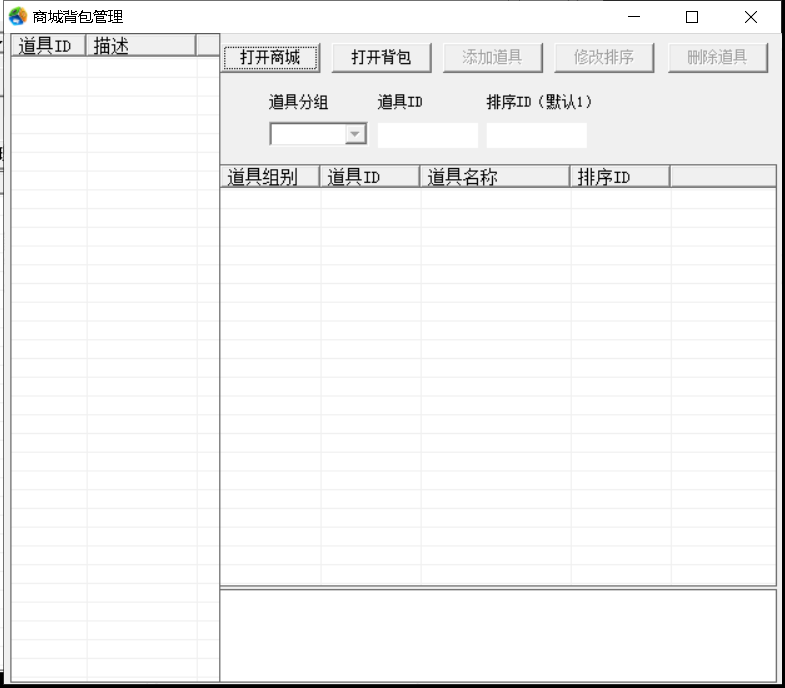 商城背包管理
道具ID 描述
打开商城 打开背包 添加道具 修改排序 删除道具
道具分组 道具ID 排序ID（默认1）
道具组别 道具ID 道具名称 排序ID